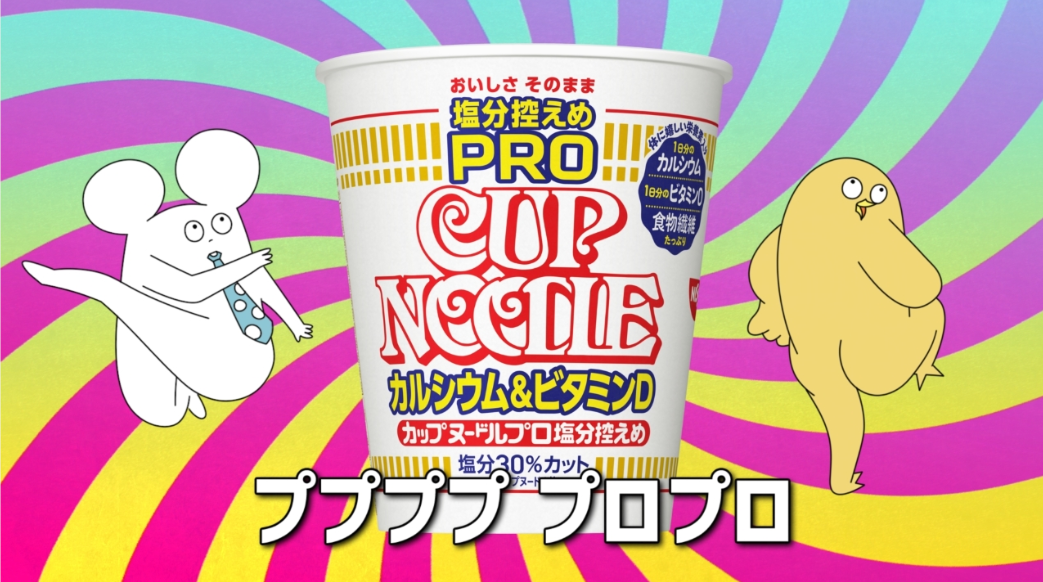 おいしさ そのまま
塩分控えめ
PRO
体に嬉しい栄養素入り
1日分の
カルシウム
1日分のビタミンD
食物繊維
たっぷり
CUP
NOODLE
カルシウム&ビタミンD
カップヌードルプロ塩分控えめ
塩分30%カット
プププププ プロプロ